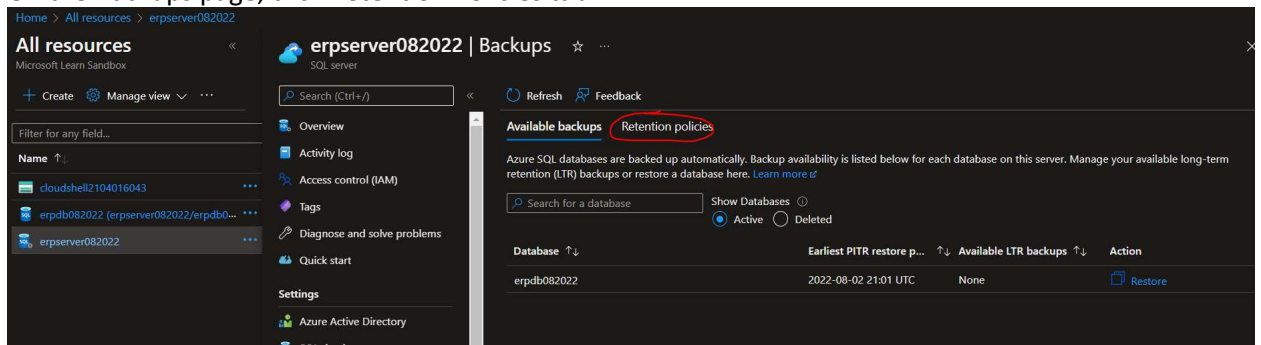 Home > All resources > erpserver082022
All resources «
Microsoft Learn Sandbox
+ Create Manage view ···
Filter for any field...
Name ↑↓
cloudshell2104016043 ···
erpdb082022 (erpserver082022/erpdb0... ···
erpserver082022 ···
erpserver082022 | Backups ☆ ···
SQL server
Search (Ctrl+/) «
Overview
Activity log
Access control (IAM)
Tags
Diagnose and solve problems
Quick start
Settings
Azure Active Directory
Refresh Feedback
Available backups Retention policies
Azure SQL databases are backed up automatically. Backup availability is listed below for each database on this server. Manage your available long-term
retention (LTR) backups or restore a database here. Learn more
Search for a database
Show Databases
Active Deleted
Database ↑↓ Earliest PITR restore p... ↑↓ Available LTR backups ↑↓ Action
erpdb082022 2022-08-02 21:01 UTC None Restore